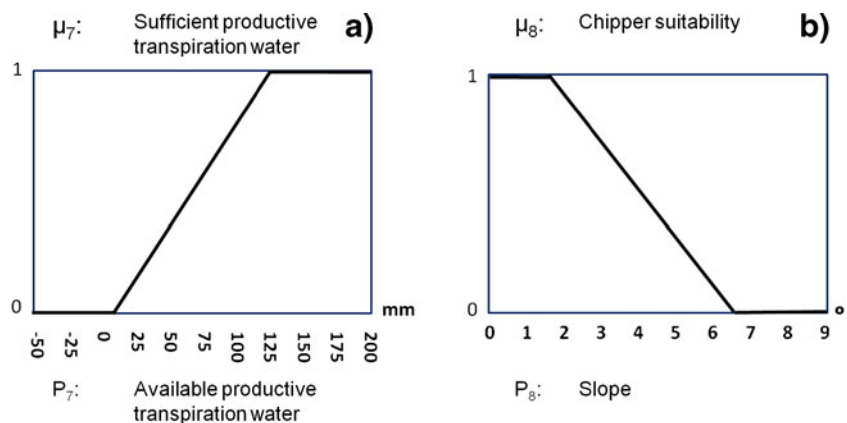 μ7: Sufficient productive
transpiration water
a)
1
0
mm
-50 -25 0 25 50 75 100 125 150 175 200
P7: Available productive
transpiration water
μ8: Chipper suitability
b)
1
0
o
0 1 2 3 4 5 6 7 8 9
P8: Slope